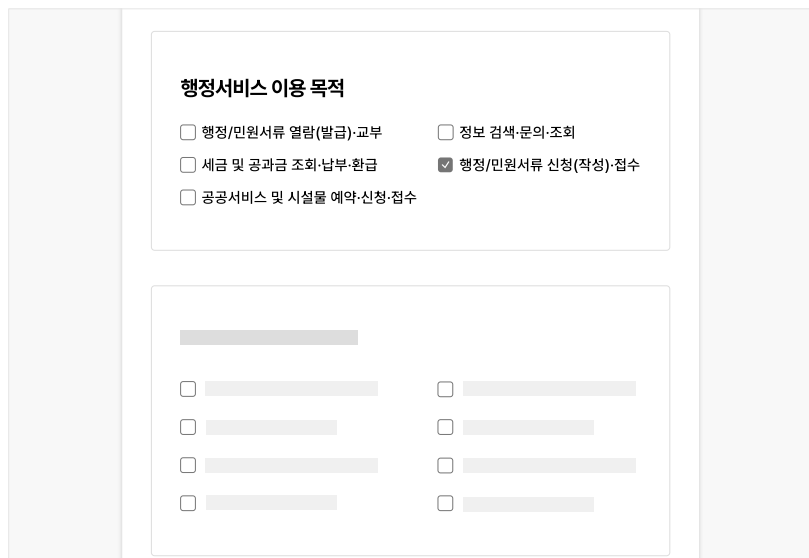 행정서비스 이용 목적
행정/민원서류 열람(발급)·교부
정보 검색·문의·조회
세금 및 공과금 조회·납부·환급
행정/민원서류 신청(작성)·접수
공공서비스 및 시설물 예약·신청·접수